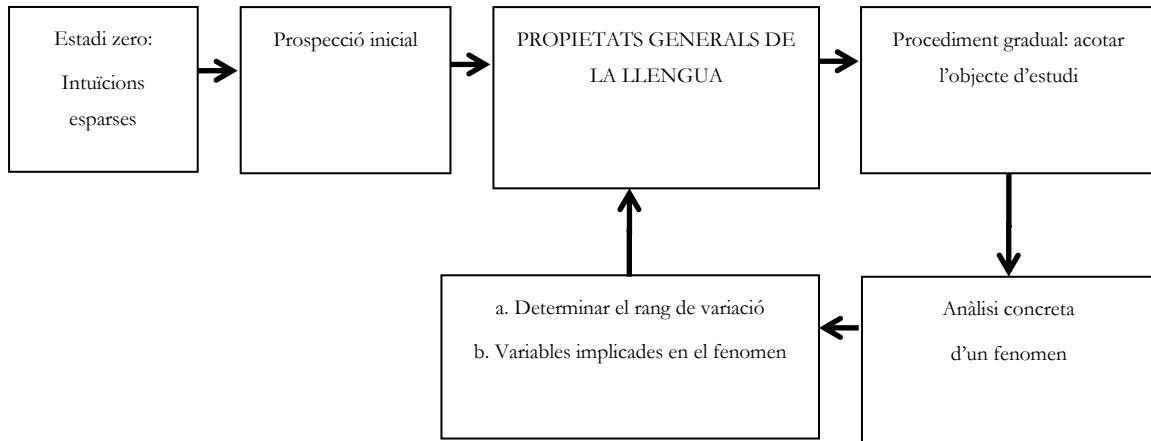 Estadi zero:
Intuïcions
esparses
Prospecció inicial
PROPIETATS GENERALS DE
LA LLENGUA
Procediment gradual: acotar
l’objecte d’estudi
a. Determinar el rang de variació
b. Variables implicades en el fenomen
Anàlisi concreta
d’un fenomen